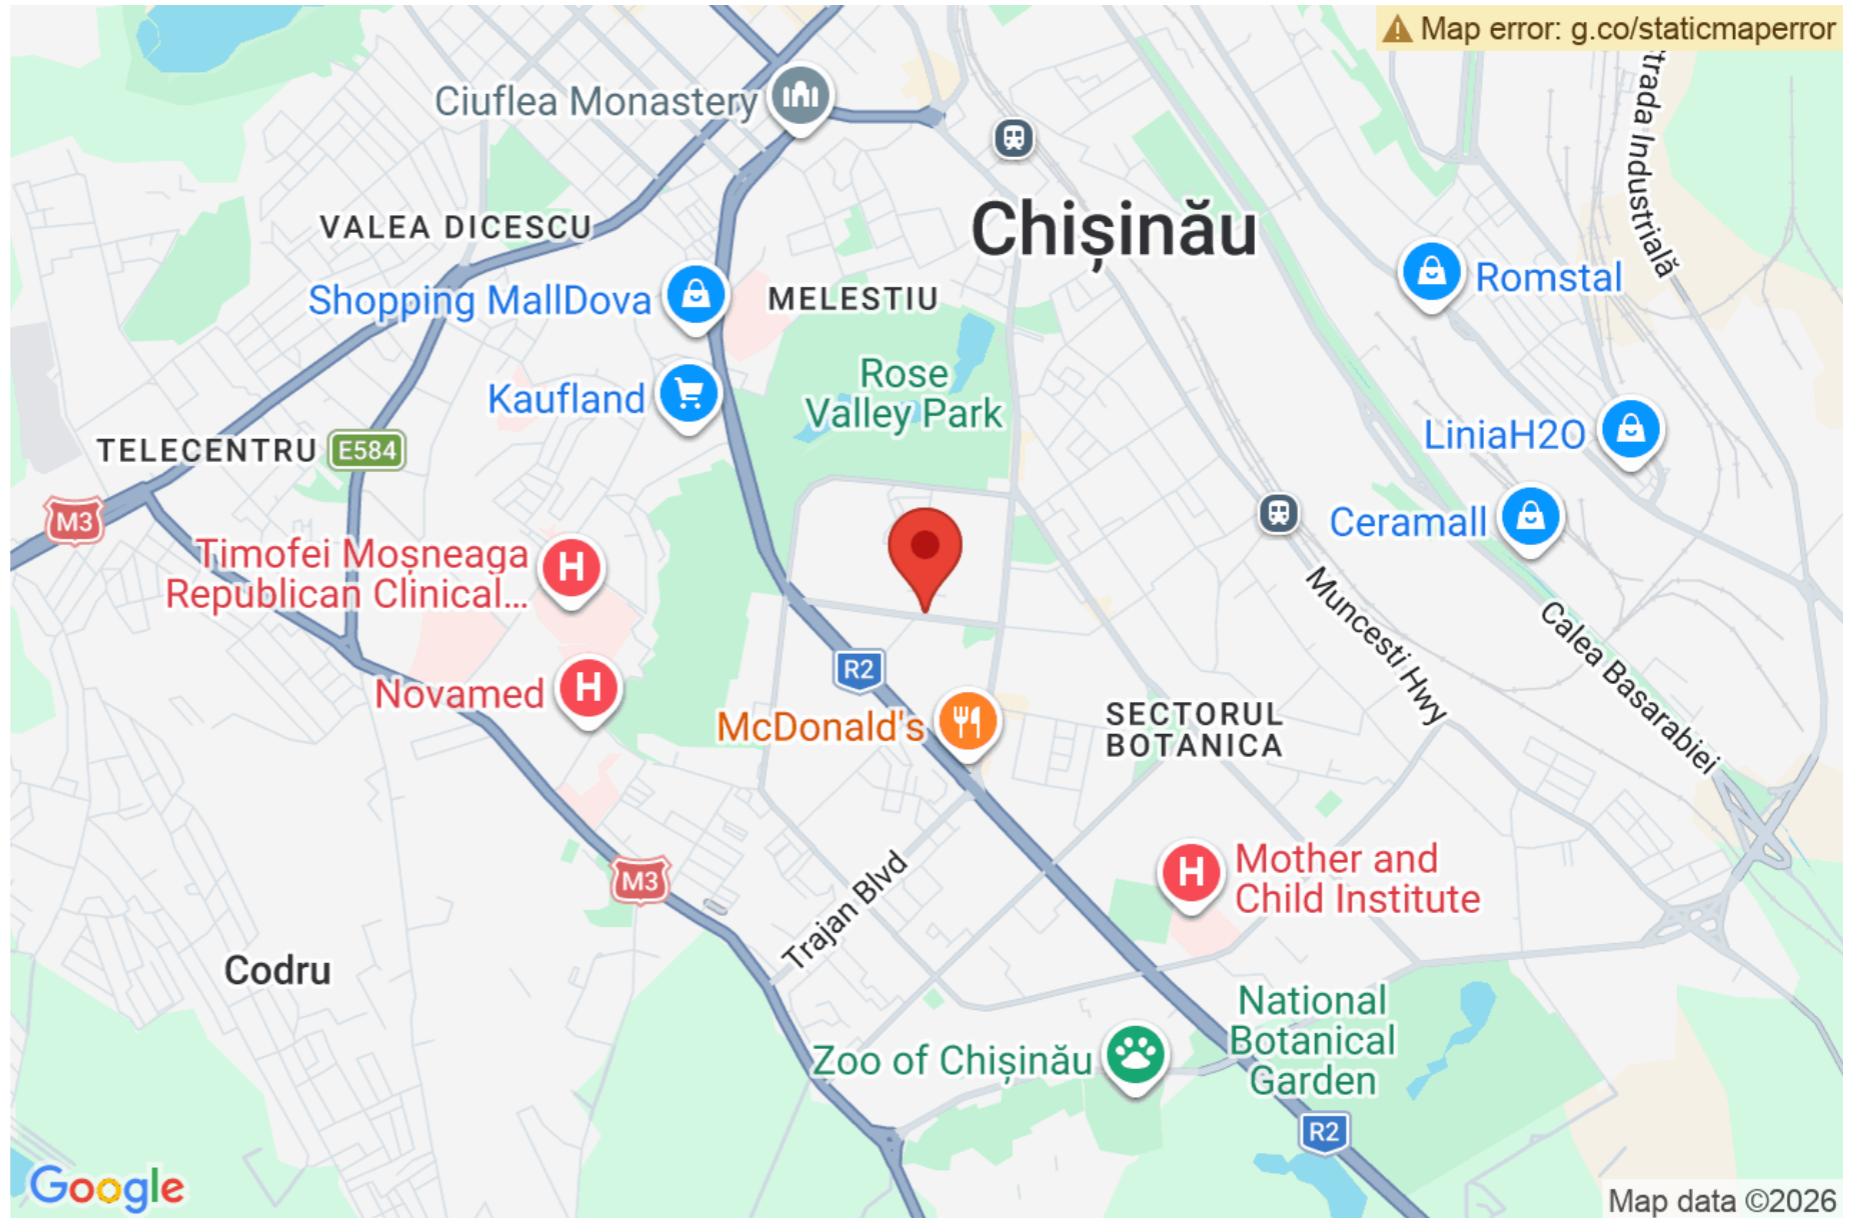 Map error: g.co/staticmaperror
Ciuflea Monastery
trada Industrială
Chișinău
VALEA DICESCU
Romstal
Shopping MallDova
MELESTIU
Rose
Valley Park
Kaufland
LiniaH2O
TELECENTRU
E584
M3
Ceramall
Timofei Moșneaga
Republican Clinical...
Muncesti Hwy
Calea Basarabiei
R2
Novamed
McDonald's
SECTORUL
BOTANICA
Mother and
Child Institute
M3
Trajan Blvd
Codru
National
Botanical
Garden
Zoo of Chișinău
R2
Google
Map data ©2026